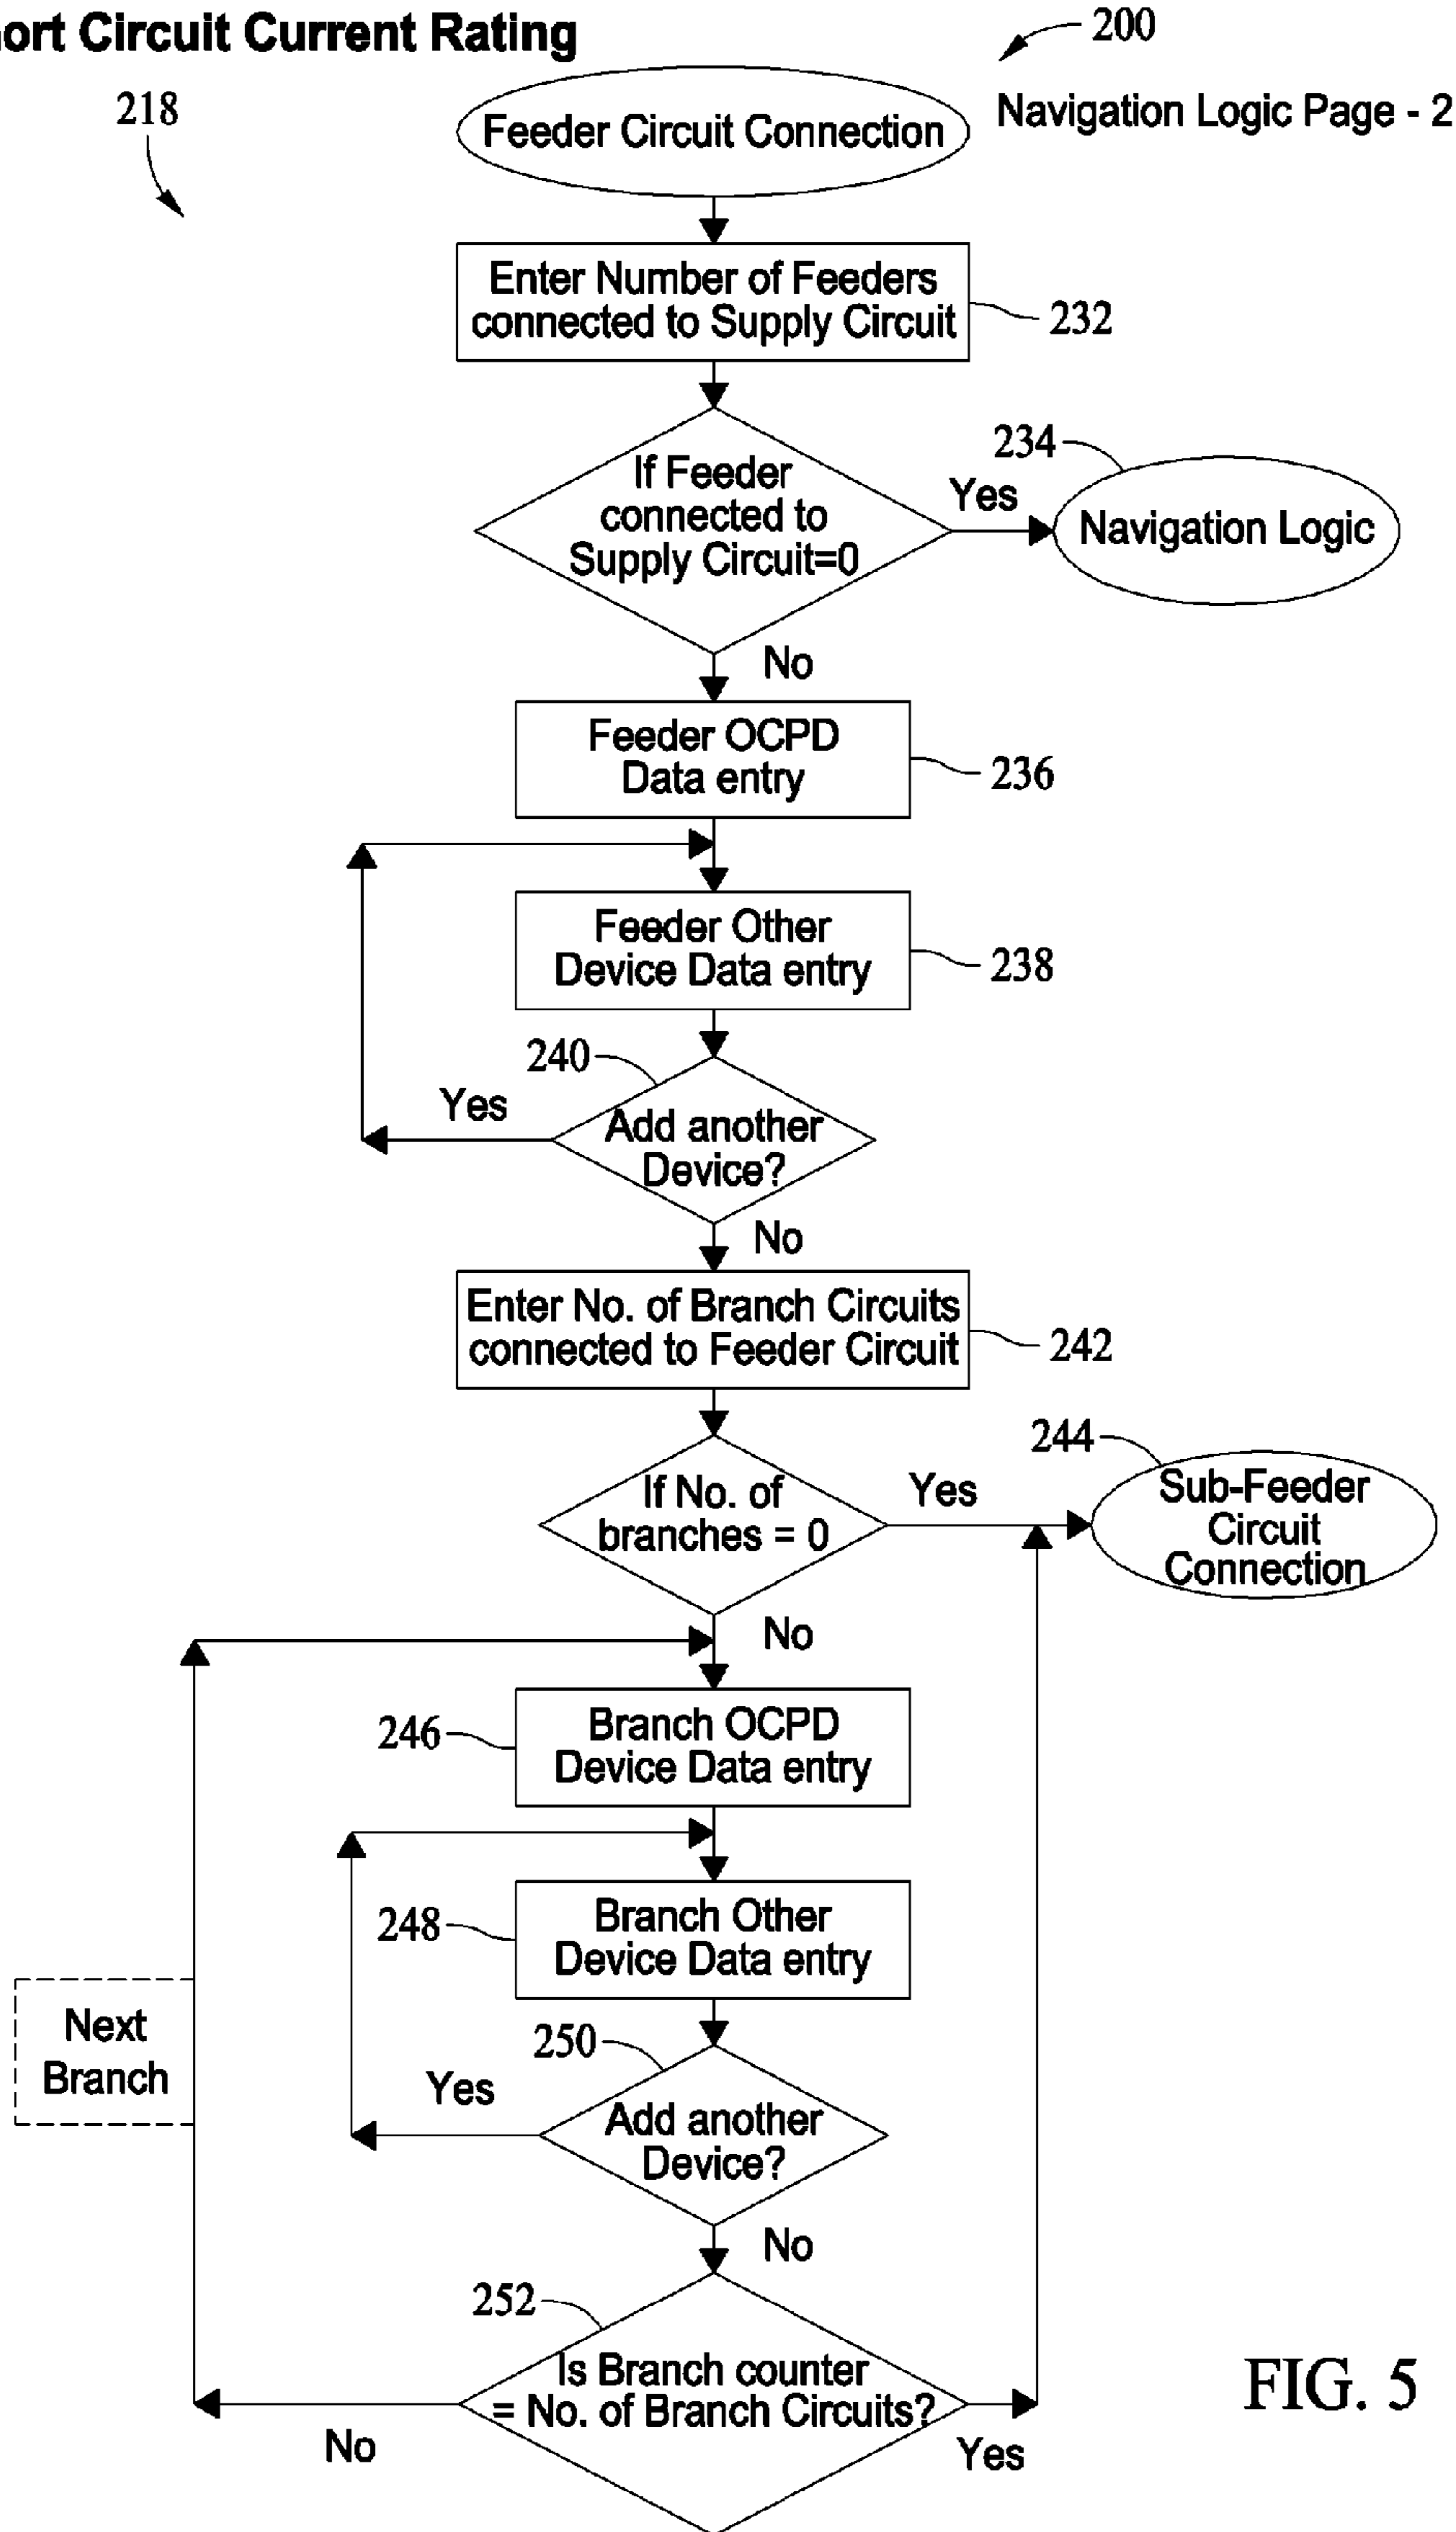 ort Circuit Current Rating
200
218
Navigation Logic Page - 2
Feeder Circuit Connection
Enter Number of Feeders
connected to Supply Circuit
232
234
If Feeder
connected to
Supply Circuit=0
Yes
Navigation Logic
No
Feeder OCPD
Data entry
236
Feeder Other
Device Data entry
238
240
Yes
Add another
Device?
No
Enter No. of Branch Circuits
connected to Feeder Circuit
242
244
If No. of
branches = 0
Yes
Sub-Feeder
Circuit
Connection
No
246
Branch OCPD
Device Data entry
248
Branch Other
Device Data entry
Next
Branch
250
Yes
Add another
Device?
No
252
Is Branch counter
= No. of Branch Circuits?
No
Yes
FIG. 5